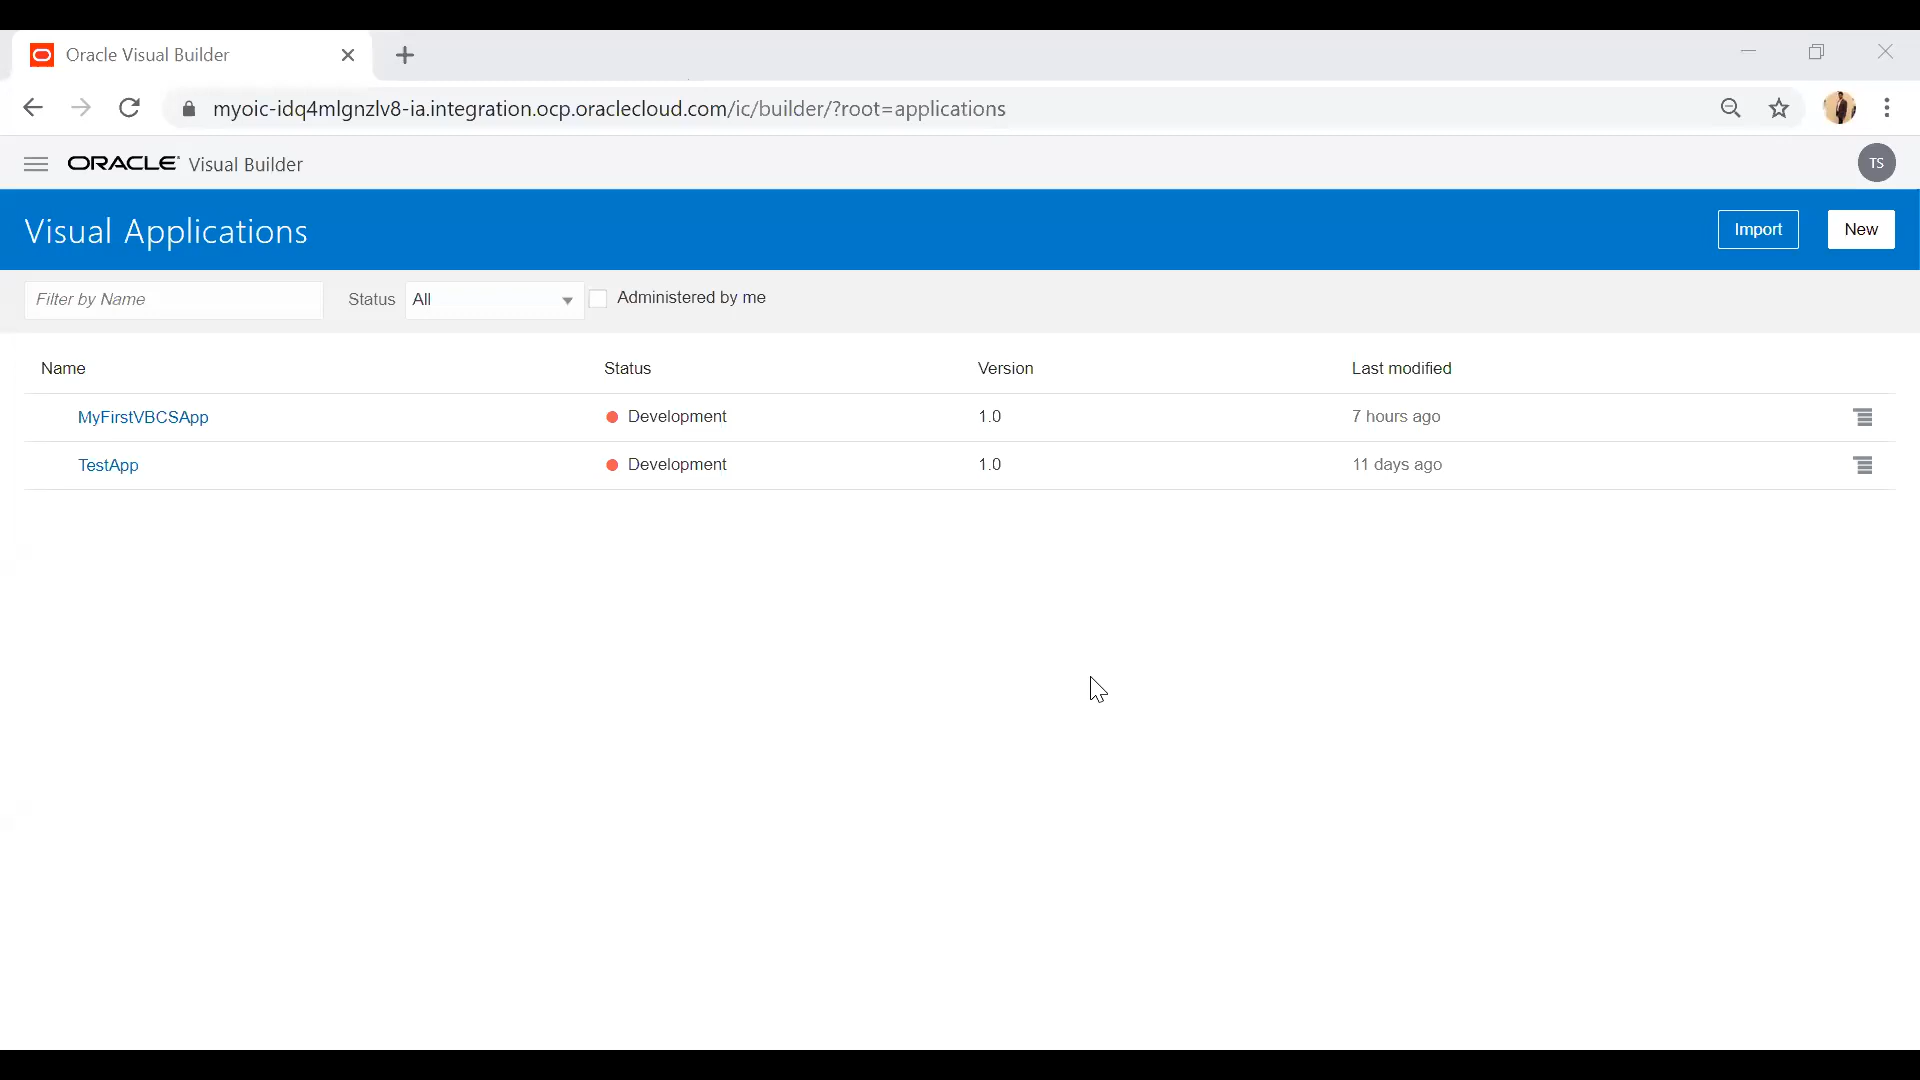 Oracle Visual Builder
myoic-idq4mlgnzlv8-ia.integration.ocp.oraclecloud.com/ic/builder/?root=applications
ORACLE Visual Builder
TS
Visual Applications
Import
New
Filter by Name
Status
All
Administered by me
Name Status Version Last modified
MyFirstVBCSApp Development 1.0 7 hours ago
TestApp Development 1.0 11 days ago